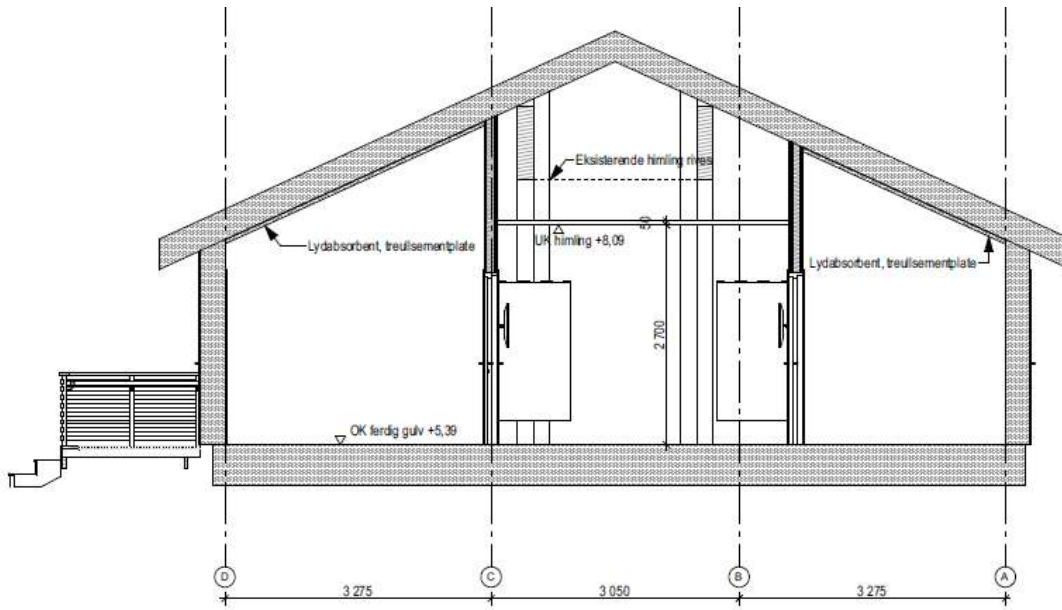 Eksisterende himling rives
50
UK himling +8,09
Lydabsorbent, treullsementplate
Lydabsorbent, treullsementplate
2 700
OK ferdig gulv +5,39
D
C
B
A
3 275
3 050
3 275